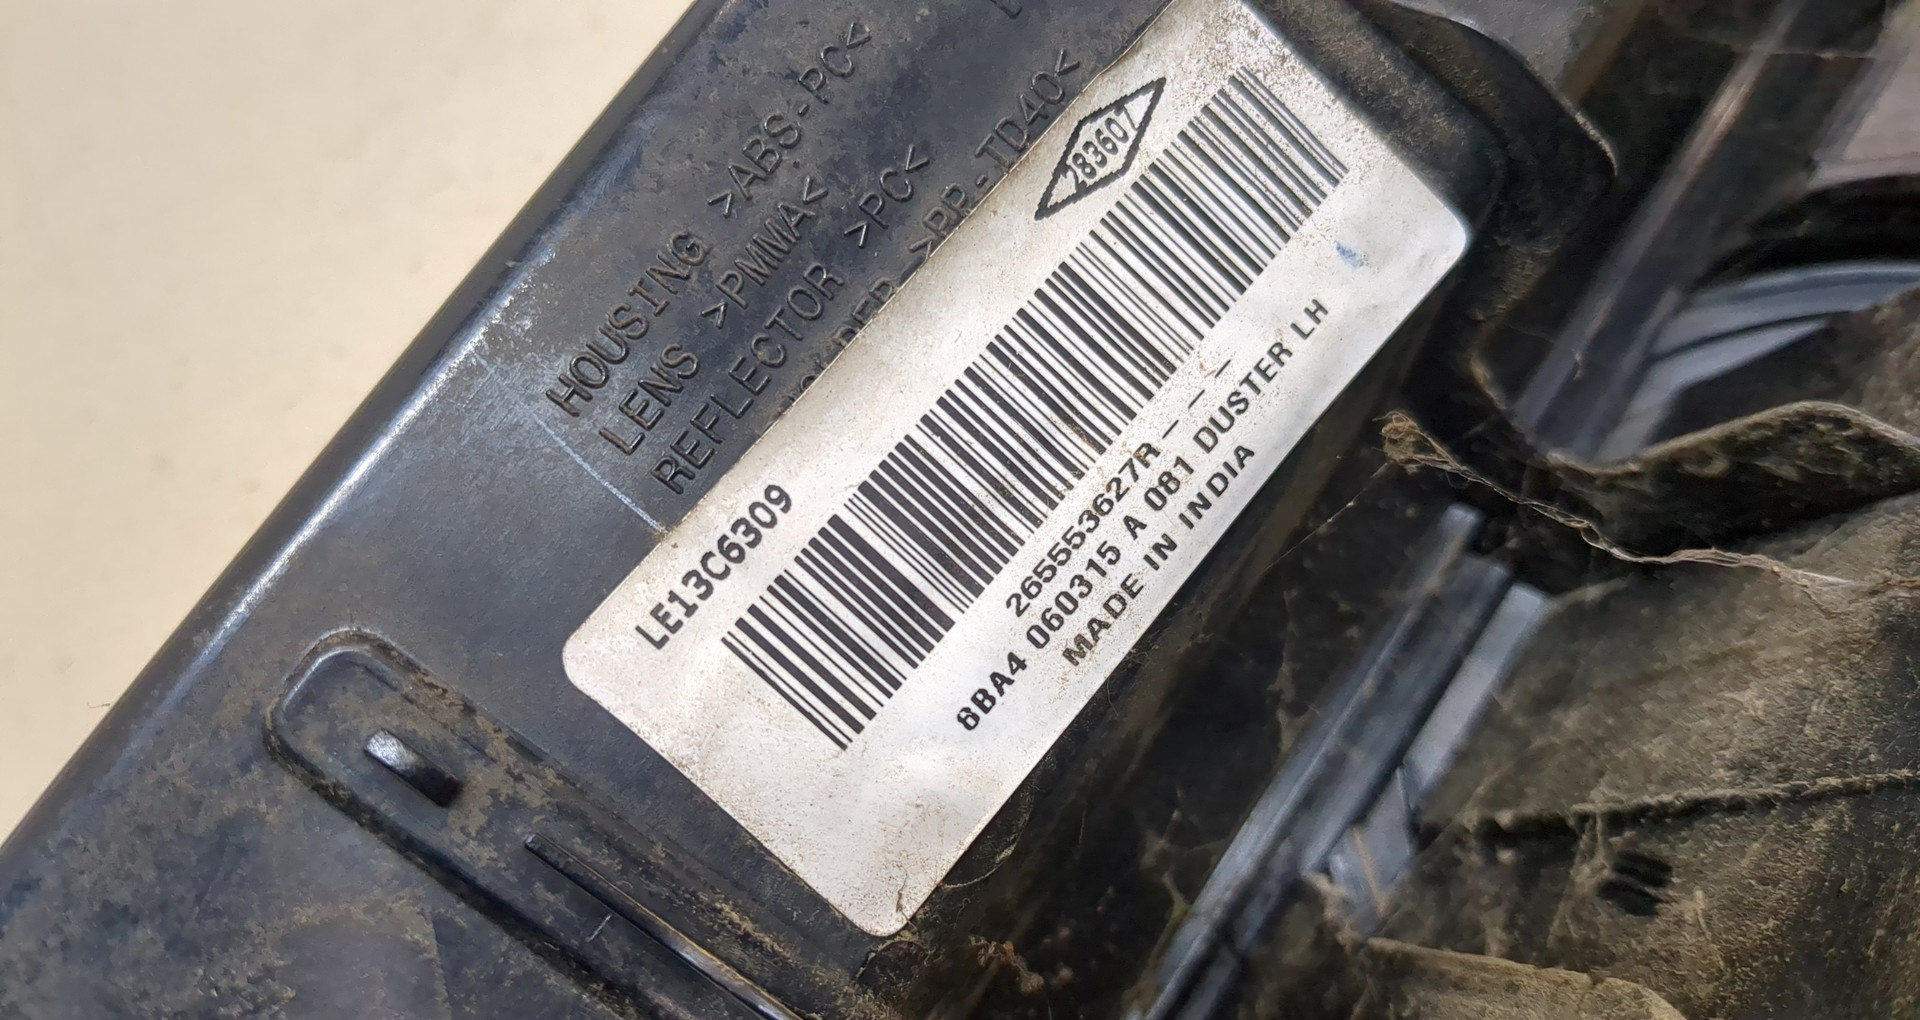 HOUSING >ABS-PC<
LENS >PMMA<
REFLECTOR >PC<
>PP-TD40<
283607
LE13C6309
265553627R - - -
8BA4 060315 A 081 DUSTER LH
MADE IN INDIA